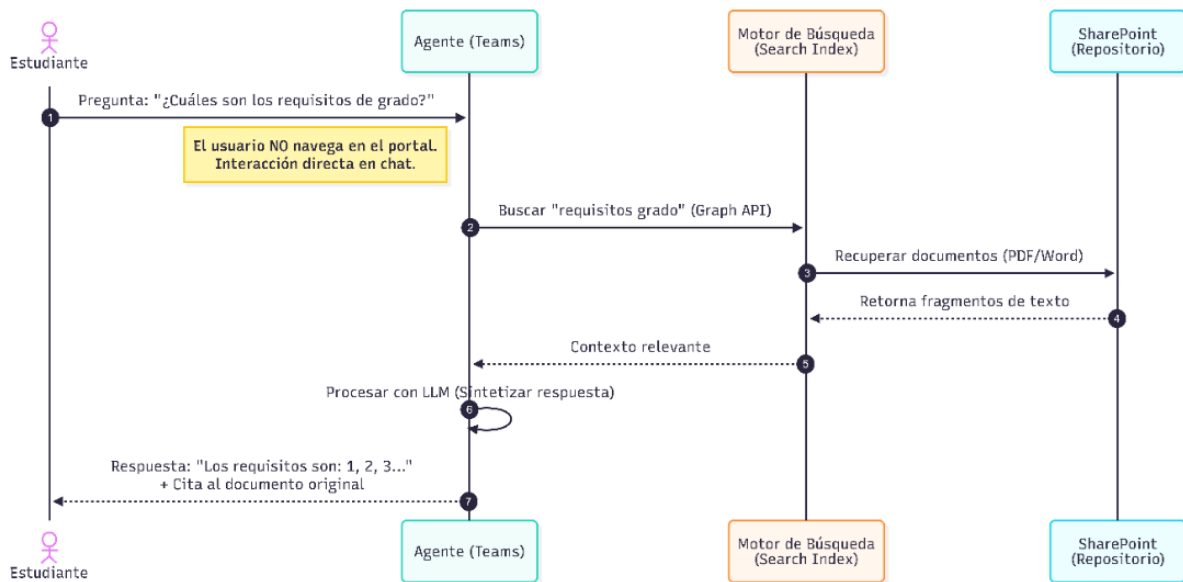 Estudiante
Agente (Teams)
Motor de Búsqueda
(Search Index)
SharePoint
(Repositorio)
1
Pregunta: "¿Cuáles son los requisitos de grado?"
El usuario NO navega en el portal.
Interacción directa en chat.
2
Buscar "requisitos grado" (Graph API)
3
Recuperar documentos (PDF/Word)
Retorna fragmentos de texto
4
Contexto relevante
5
Procesar con LLM (Sintetizar respuesta)
6
Respuesta: "Los requisitos son: 1, 2, 3..."
+ Cita al documento original
7
Estudiante
Agente (Teams)
Motor de Búsqueda
(Search Index)
SharePoint
(Repositorio)